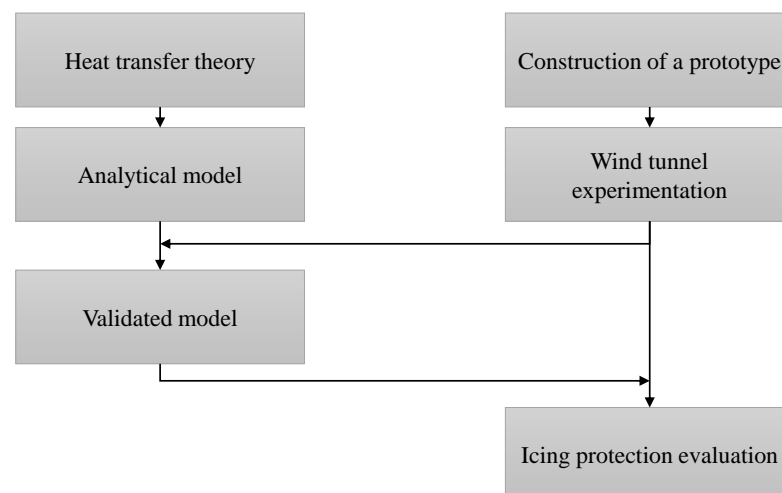 Heat transfer theory
Construction of a prototype
Analytical model
Wind tunnel
experimentation
Validated model
Icing protection evaluation